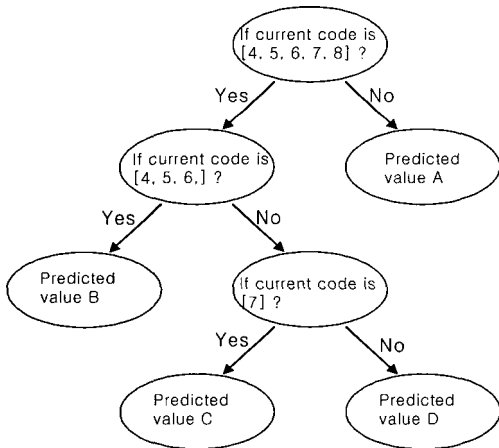 If current code is
[4, 5, 6, 7, 8] ?
Yes
No
If current code is
[4, 5, 6,] ?
Predicted
value A
Yes
No
Predicted
value B
If current code is
[7] ?
Yes
No
Predicted
value C
Predicted
value D